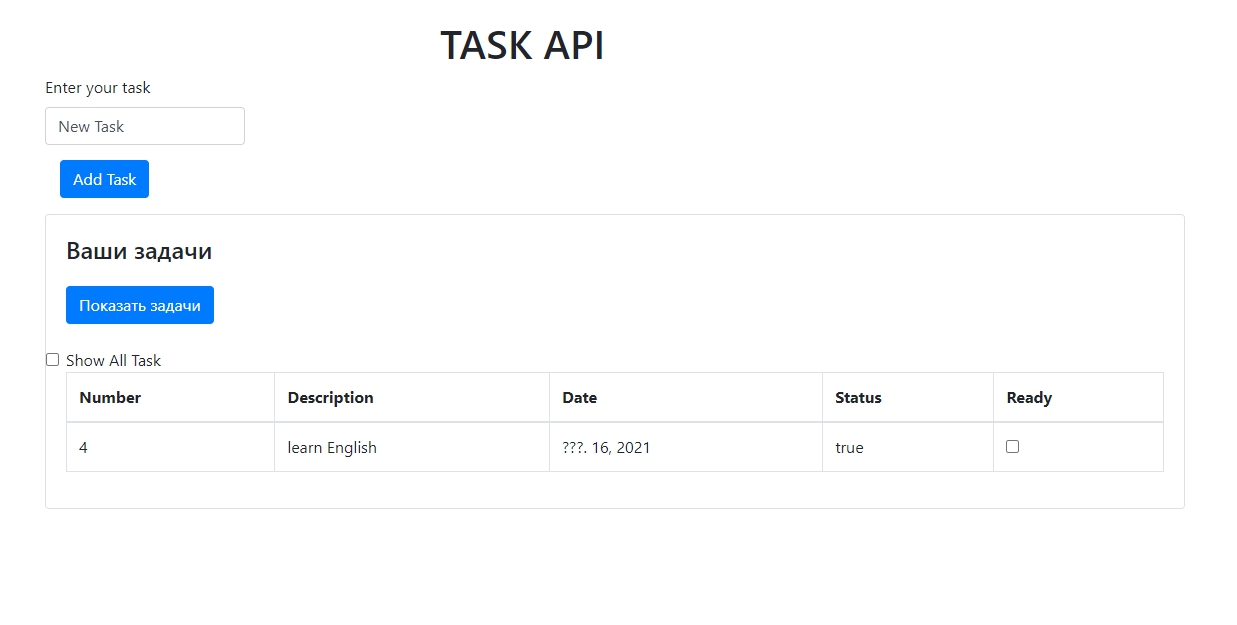 TASK API
Enter your task
New Task
Add Task
Ваши задачи
Показать задачи
Show All Task
Number Description Date Status Ready
4 learn English ???. 16, 2021 true